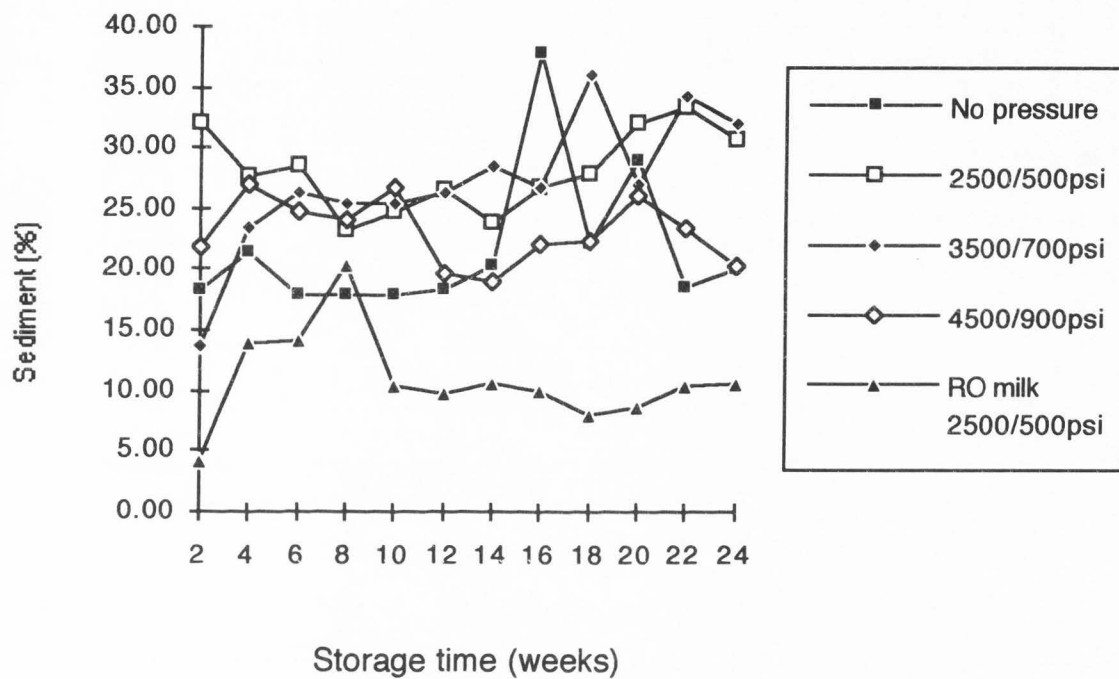 40.00
35.00
30.00
25.00
20.00
15.00
10.00
5.00
0.00
Sediment (%)
2 4 6 8 10 12 14 16 18 20 22 24
Storage time (weeks)
No pressure
2500/500psi
3500/700psi
4500/900psi
RO milk
2500/500psi